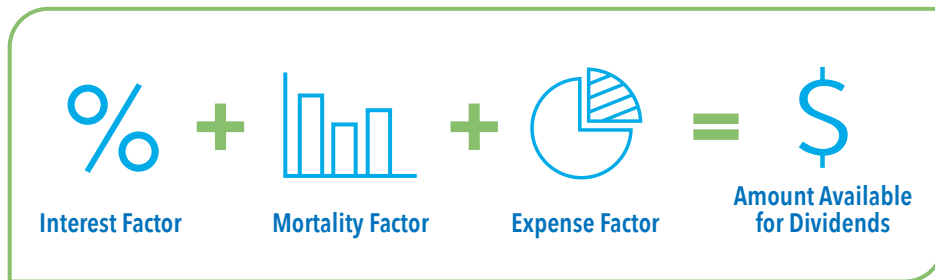 %
+
+
=
$
Interest Factor
Mortality Factor
Expense Factor
Amount Available
for Dividends